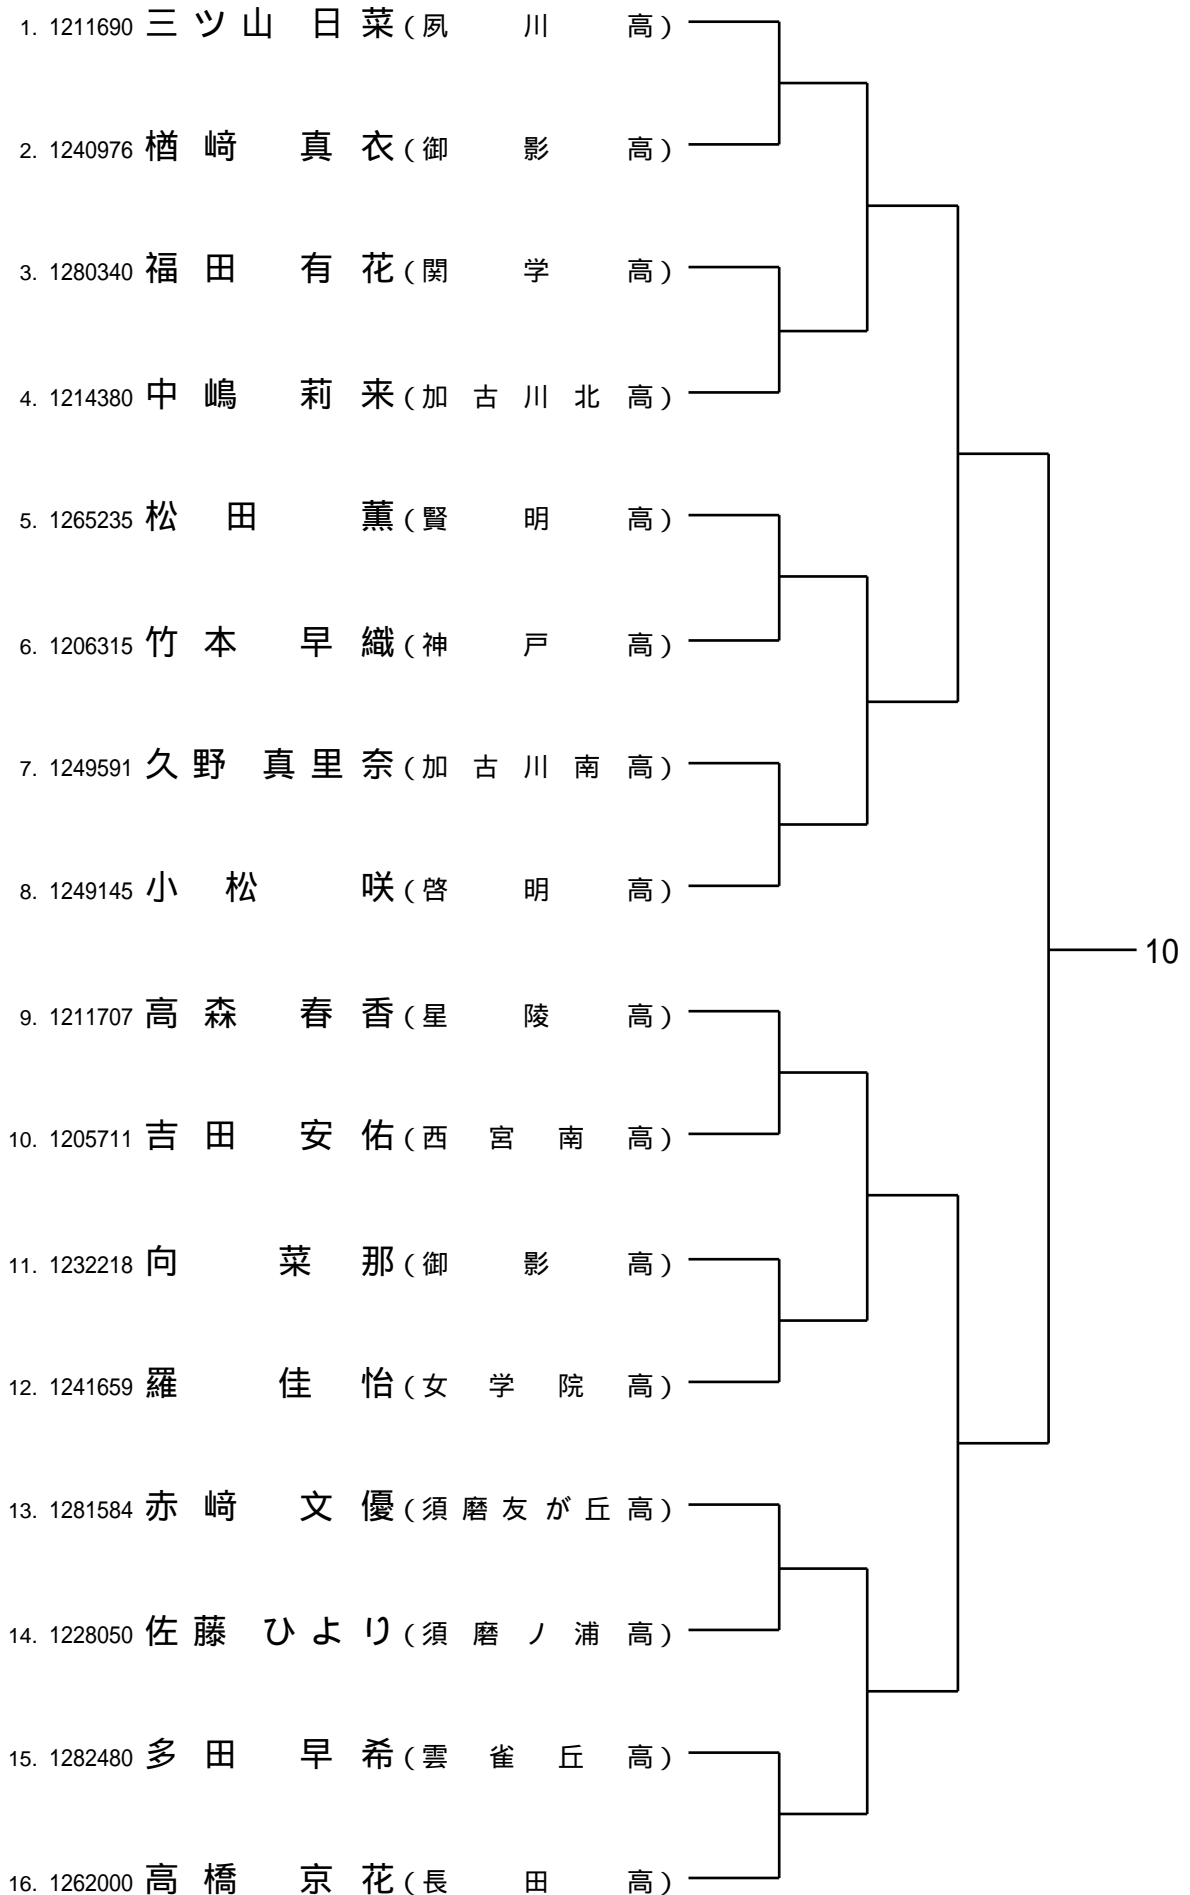 1. 1211690 三ツ山 日菜(夙川高)
2. 1240976 楢﨑 真衣(御影高)
3. 1280340 福田 有花(関学高)
4. 1214380 中嶋 莉来(加古川北高)
5. 1265235 松田 薫(賢明高)
6. 1206315 竹本 早織(神戸高)
7. 1249591 久野 真里奈(加古川南高)
8. 1249145 小松 咲(啓明高)
10
9. 1211707 高森 春香(星陵高)
10. 1205711 吉田 安佑(西宮南高)
11. 1232218 向 菜那(御影高)
12. 1241659 羅 佳怡(女学院高)
13. 1281584 赤﨑 文優(須磨友が丘高)
14. 1228050 佐藤 ひより(須磨ノ浦高)
15. 1282480 多田 早希(雲雀丘高)
16. 1262000 高橋 京花(長田高)